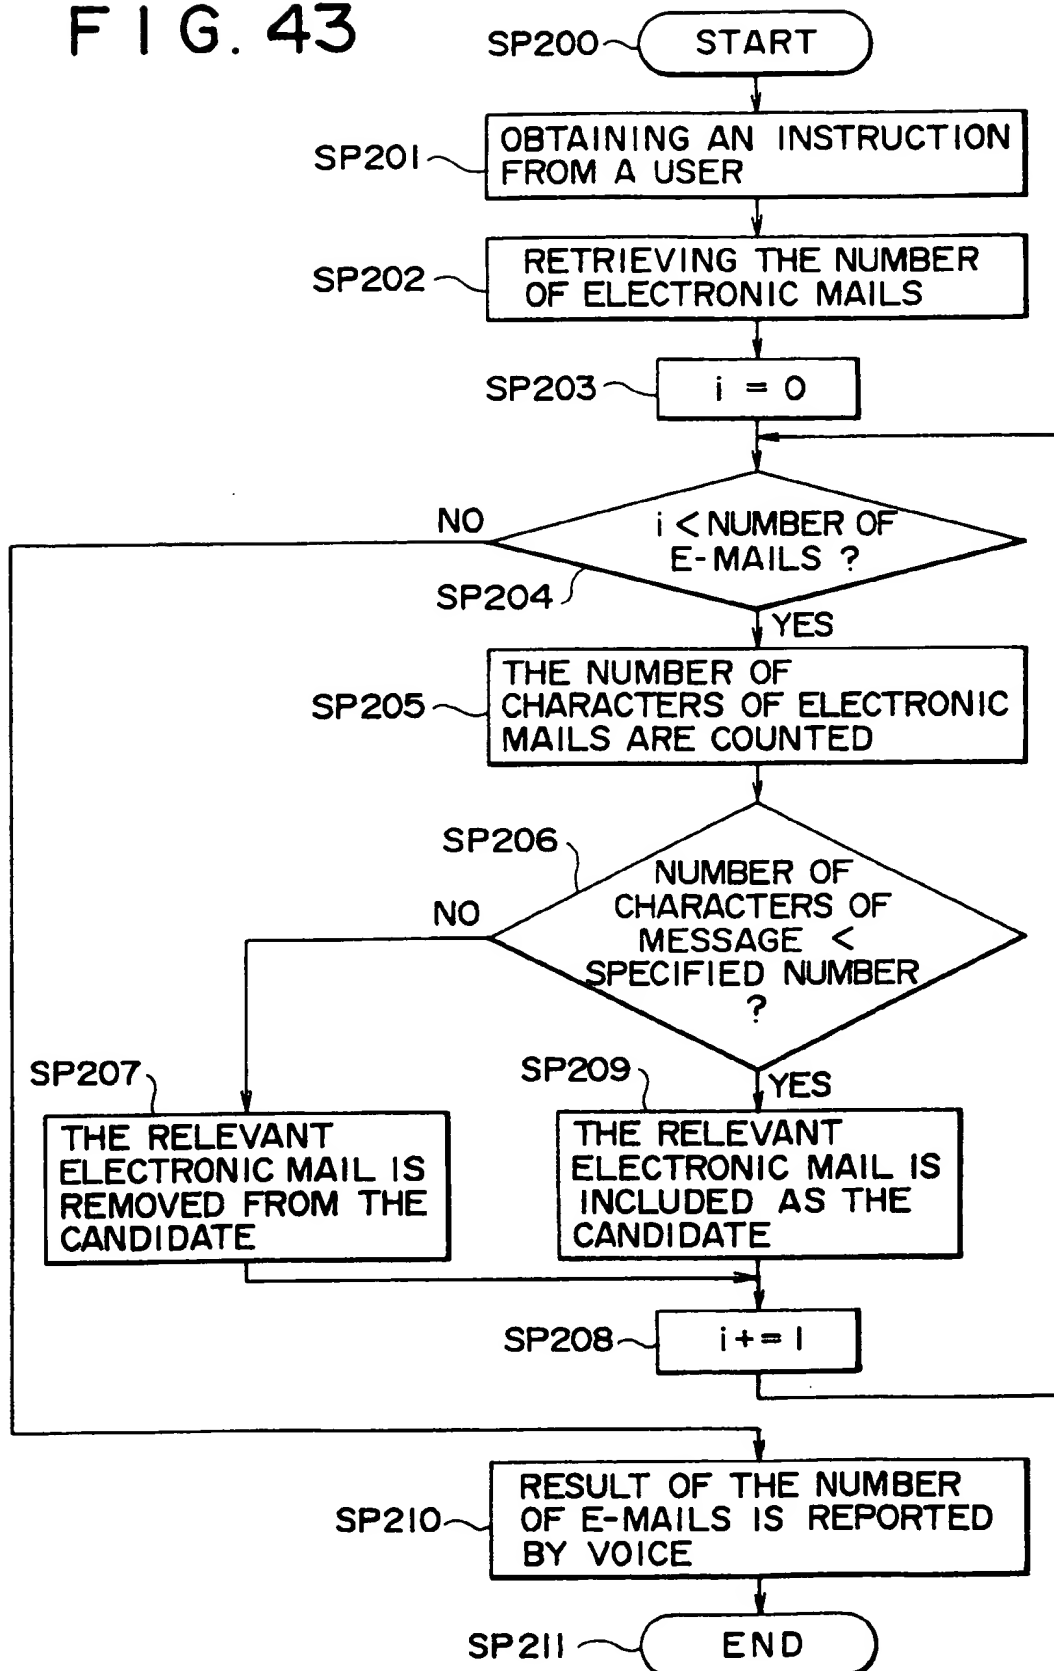 FIG. 43
SP200
START
SP201
OBTAINING AN INSTRUCTION
FROM A USER
SP202
RETRIEVING THE NUMBER
OF ELECTRONIC MAILS
SP203
i = 0
NO
i < NUMBER OF
E-MAILS ?
SP204
YES
SP205
THE NUMBER OF
CHARACTERS OF ELECTRONIC
MAILS ARE COUNTED
SP206
NO
NUMBER OF
CHARACTERS OF
MESSAGE <
SPECIFIED NUMBER
?
YES
SP207
THE RELEVANT
ELECTRONIC MAIL IS
REMOVED FROM THE
CANDIDATE
SP209
THE RELEVANT
ELECTRONIC MAIL IS
INCLUDED AS THE
CANDIDATE
SP208
i += 1
SP210
RESULT OF THE NUMBER
OF E-MAILS IS REPORTED
BY VOICE
SP211
END